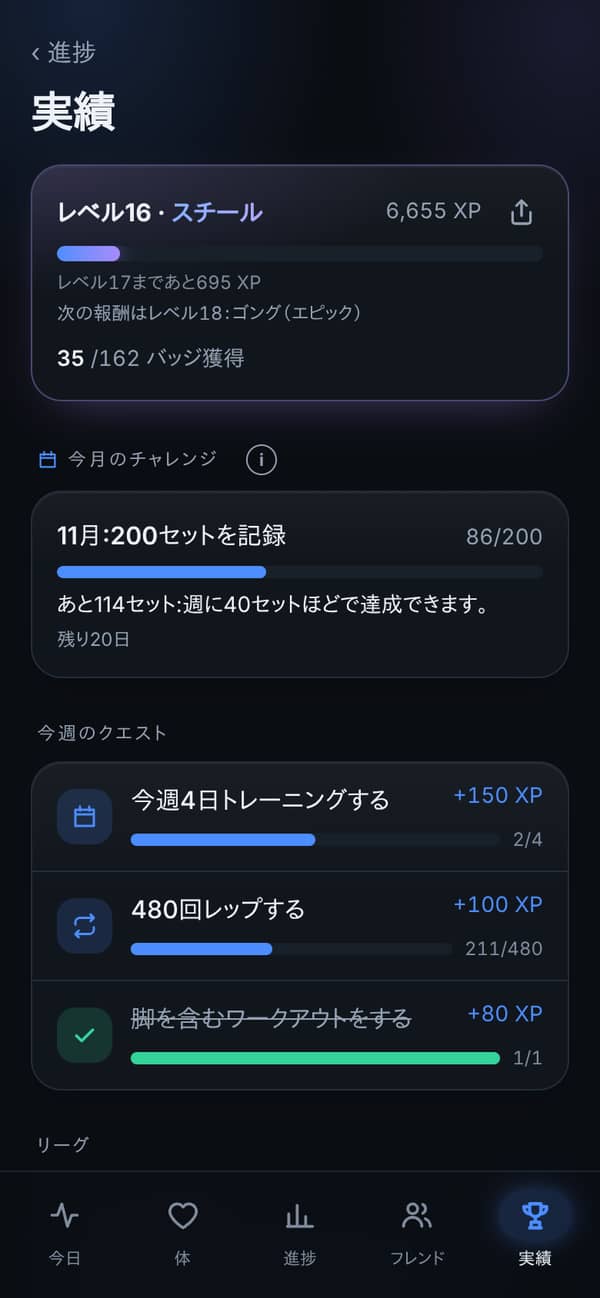 ‹ 進捗
実績
レベル16 · スチール
6,655 XP
レベル17まであと695 XP
次の報酬はレベル18:ゴング(エピック)
35 /162 バッジ獲得
今月のチャレンジ
11月:200セットを記録
86/200
あと114セット:週に40セットほどで達成できます。
残り20日
今週のクエスト
今週4日トレーニングする
+150 XP
2/4
480回レップする
+100 XP
211/480
脚を含むワークアウトをする
+80 XP
1/1
リーグ
今日
体
進捗
フレンド
実績